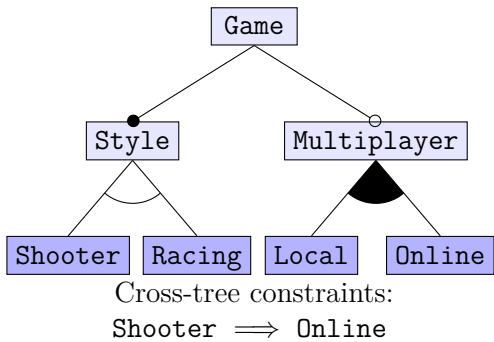 Game
Style Multiplayer
Shooter Racing Local Online
Cross-tree constraints:
Shooter ⟹ Online